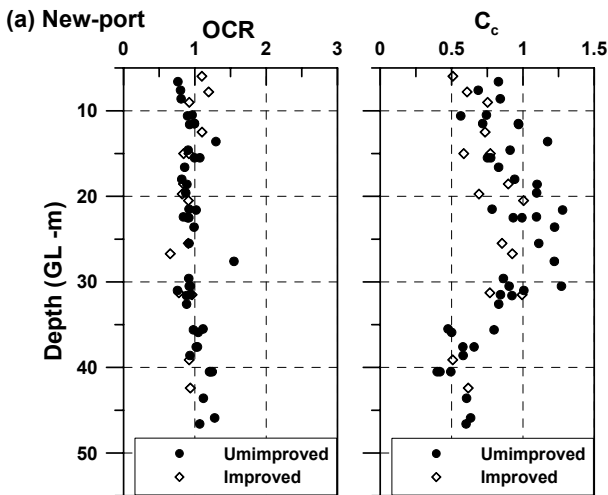 (a) New-port
OCR
0 1 2 3
C_c
0 0.5 1 1.5
Depth (GL -m)
10
20
30
40
50
Umimproved
Improved
Umimproved
Improved